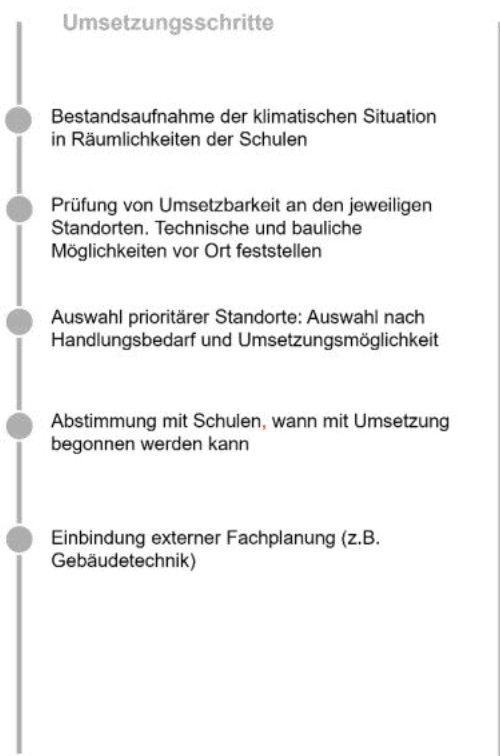 Umsetzungsschritte
Bestandsaufnahme der klimatischen Situation
in Räumlichkeiten der Schulen
Prüfung von Umsetzbarkeit an den jeweiligen
Standorten. Technische und bauliche
Möglichkeiten vor Ort feststellen
Auswahl prioritärer Standorte: Auswahl nach
Handlungsbedarf und Umsetzungsmöglichkeit
Abstimmung mit Schulen, wann mit Umsetzung
begonnen werden kann
Einbindung externer Fachplanung (z.B.
Gebäudetechnik)